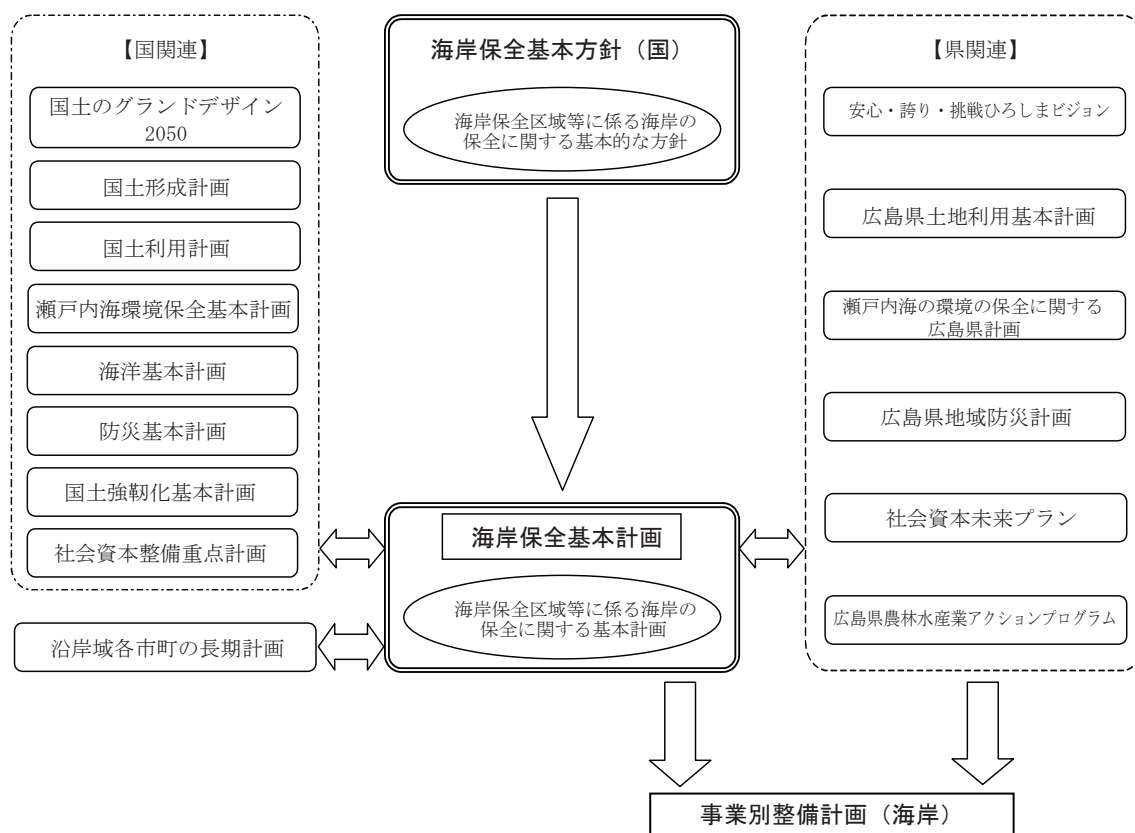 【国関連】
国土のグランドデザイン
2050
国土形成計画
国土利用計画
瀬戸内海環境保全基本計画
海洋基本計画
防災基本計画
国土強靭化基本計画
社会資本整備重点計画
沿岸域各市町の長期計画
海岸保全基本方針（国）
海岸保全区域等に係る海岸の
保全に関する基本的な方針
海岸保全基本計画
海岸保全区域等に係る海岸の
保全に関する基本計画
【県関連】
安心・誇り・挑戦ひろしまビジョン
広島県土地利用基本計画
瀬戸内海の環境の保全に関する
広島県計画
広島県地域防災計画
社会資本未来プラン
広島県農林水産業アクションプログラム
事業別整備計画（海岸）